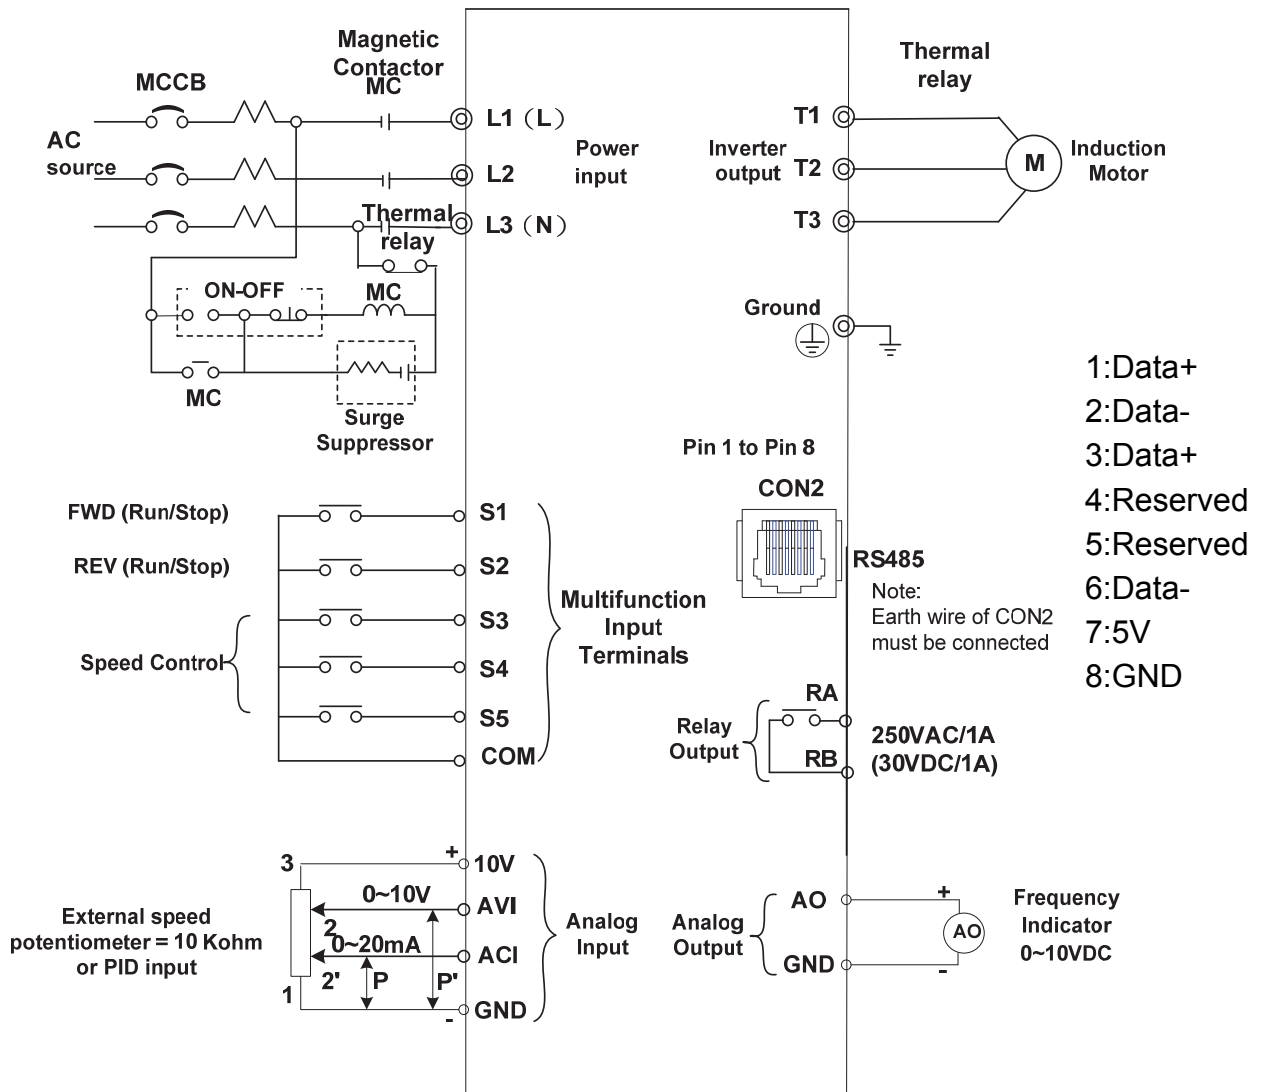 Magnetic
Contactor
MC
MCCB
AC
source
L1 (L)
L2
L3 (N)
Power
input
Thermal
relay
ON-OFF
MC
MC
Surge
Suppressor
Thermal
relay
T1
Inverter
output
T2
T3
M
Induction
Motor
Ground
1:Data+
2:Data-
3:Data+
4:Reserved
5:Reserved
6:Data-
7:5V
8:GND
Pin 1 to Pin 8
CON2
RS485
Note:
Earth wire of CON2
must be connected
FWD (Run/Stop)
REV (Run/Stop)
Speed Control
S1
S2
S3
S4
S5
COM
Multifunction
Input
Terminals
Relay
Output
RA
RB
250VAC/1A
(30VDC/1A)
External speed
potentiometer = 10 Kohm
or PID input
3
+
10V
0~10V
AVI
2
0~20mA
ACI
2'
P
P'
1
-
GND
Analog
Input
Analog
Output
AO
GND
+
AO
-
Frequency
Indicator
0~10VDC